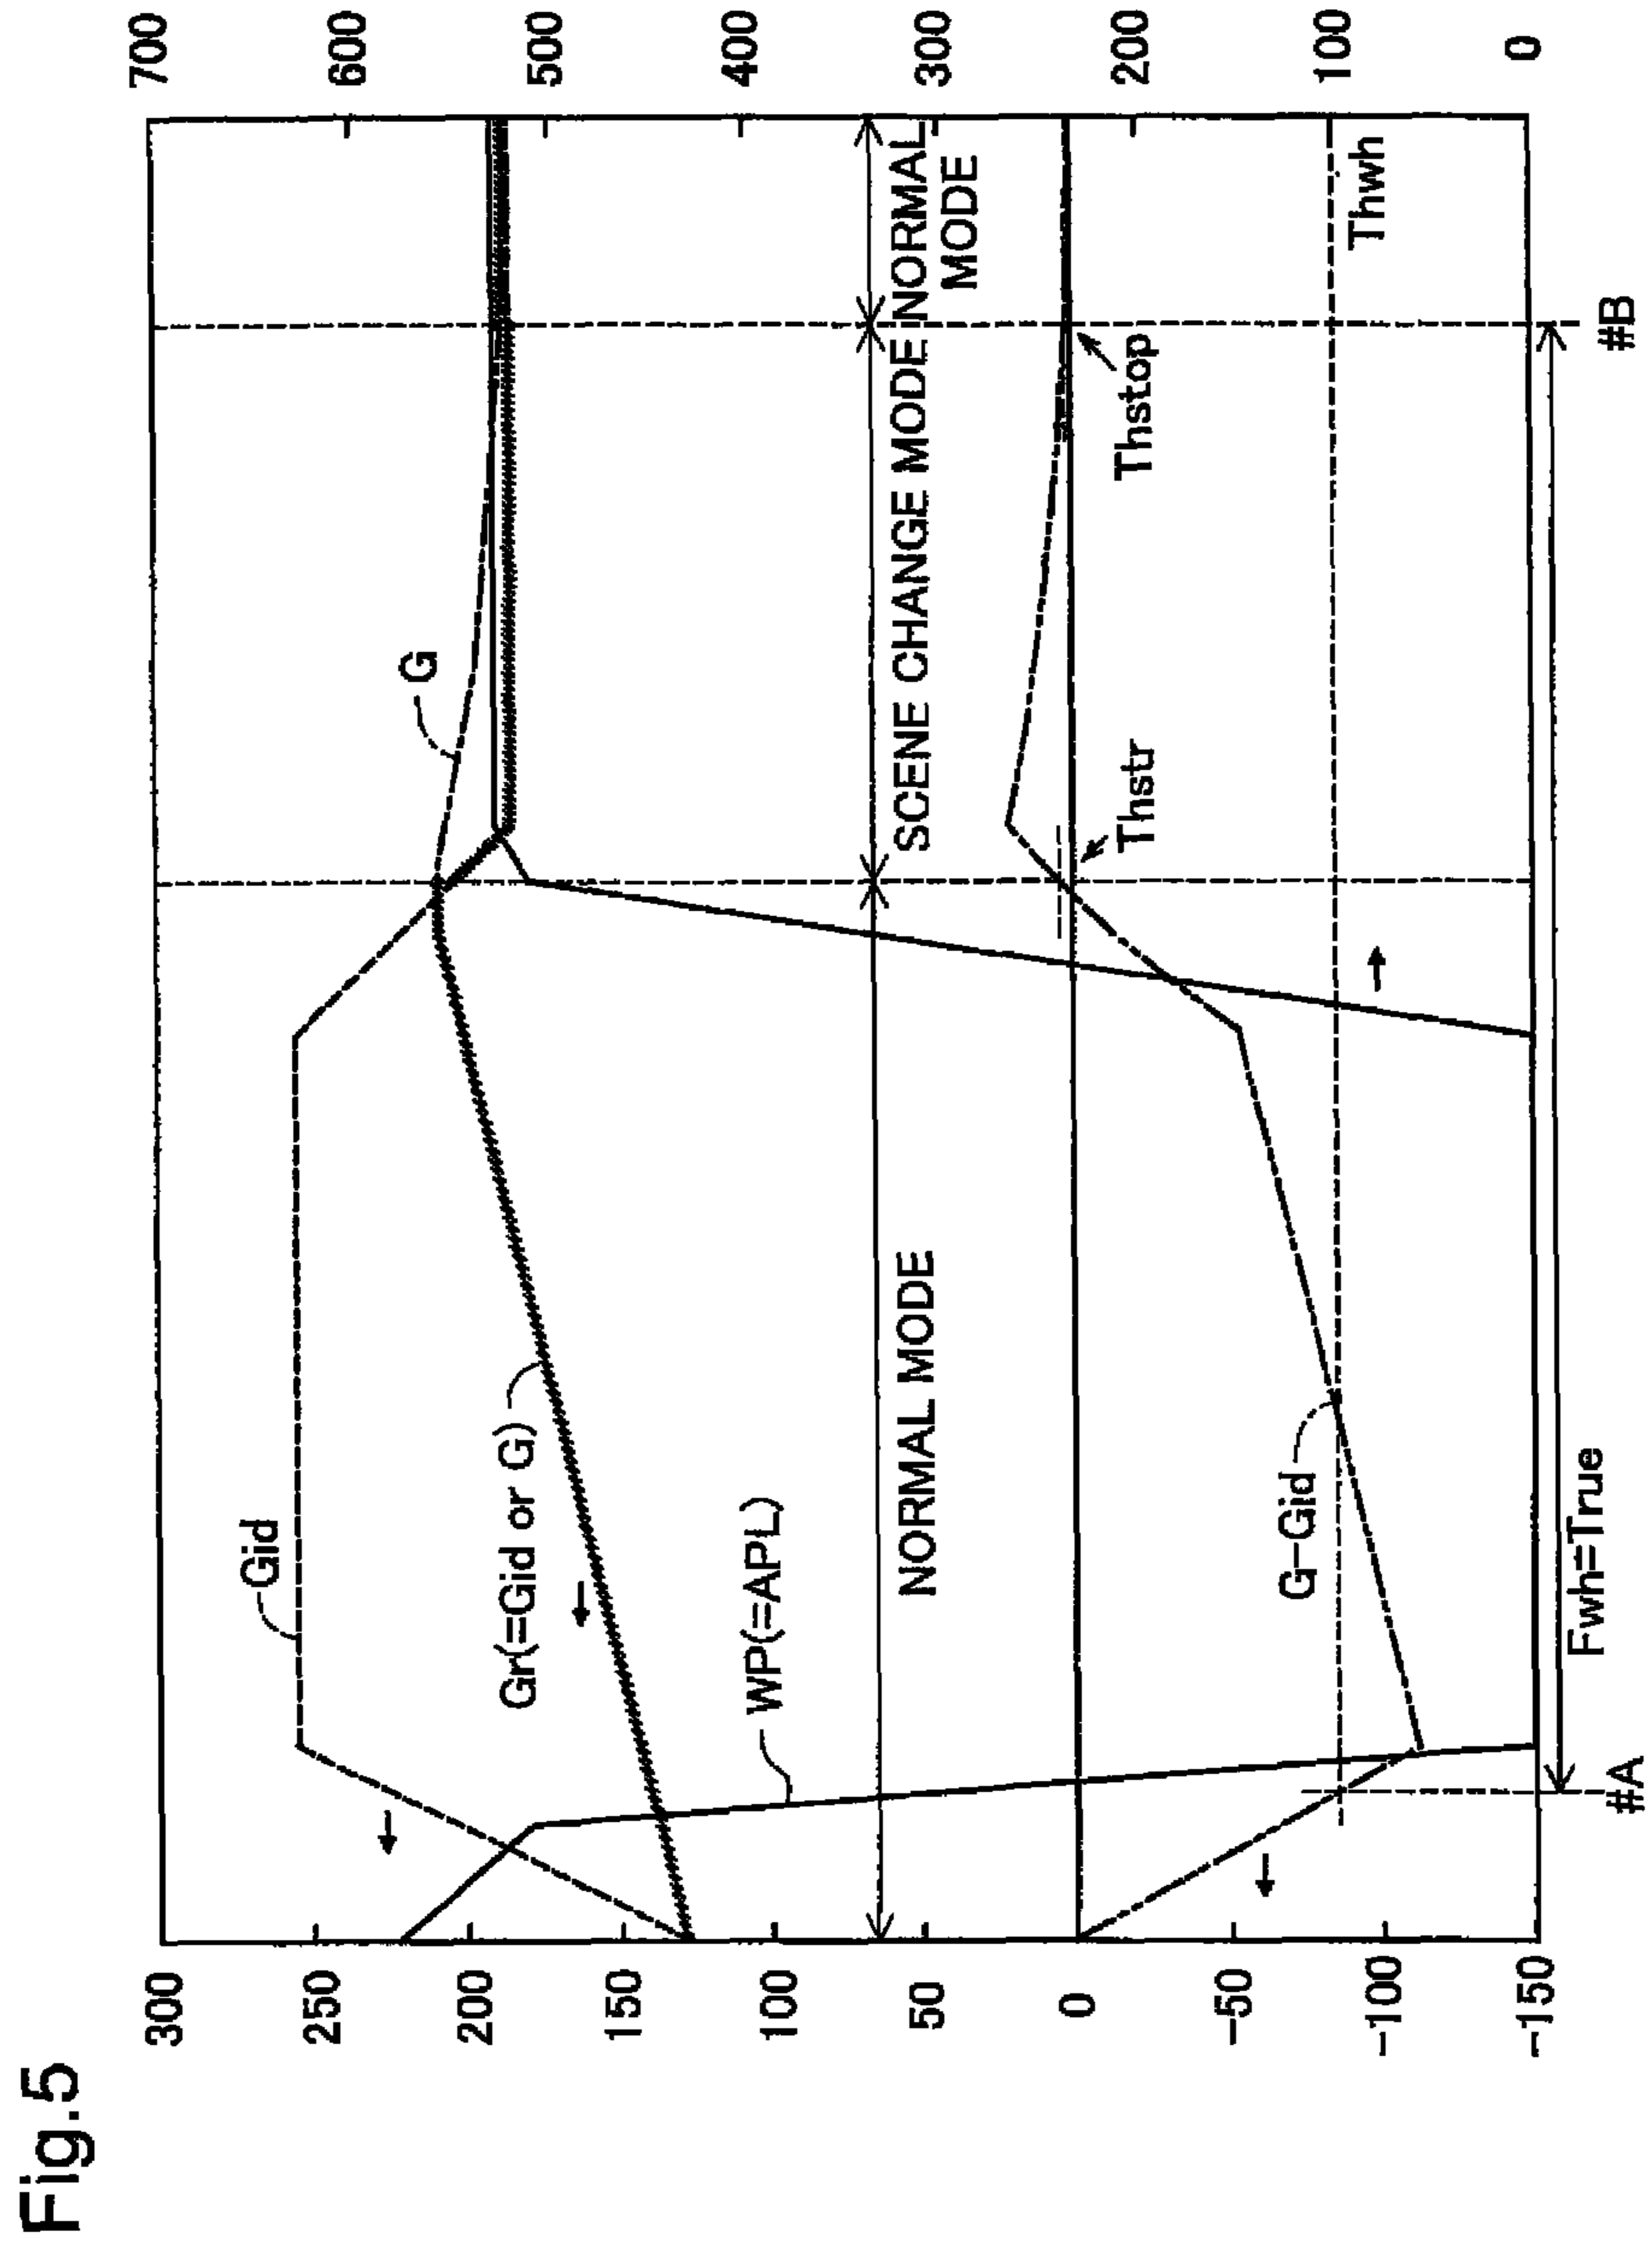 Fig.5
300
250
200
150
100
50
0
-50
-100
-150
700
600
500
400
300
200
100
0
Gid
Gr(=Gid or G)
WP(=APL)
G
NORMAL MODE
SCENE CHANGE MODE
NORMAL
MODE
G-Gid
Thstr
Thstop
Thwh
Fwh=True
#A
#B